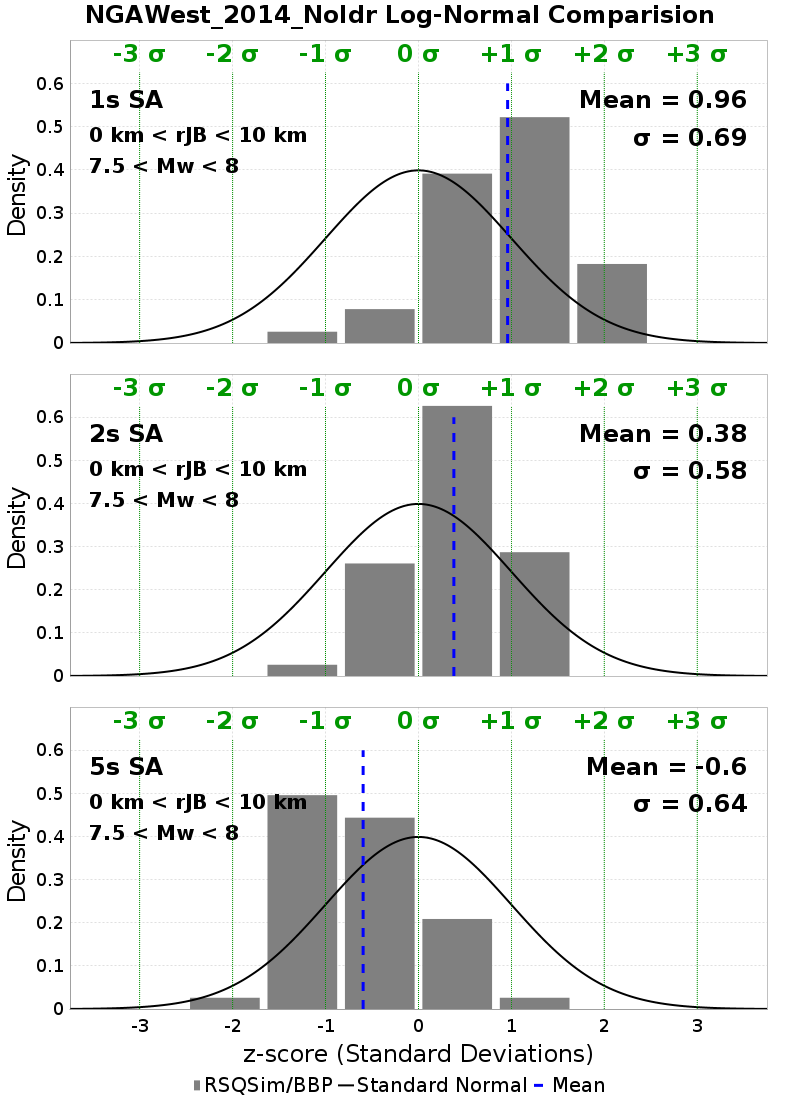 NGAWest_2014_NoIdr Log-Normal Comparision
-3 σ -2 σ -1 σ 0 σ +1 σ +2 σ +3 σ
0.6
1s SA Mean = 0.96
0.5
0 km < rJB < 10 km σ = 0.69
0.4
7.5 < Mw < 8
Density
0.3
0.2
0.1
0
-3 σ -2 σ -1 σ 0 σ +1 σ +2 σ +3 σ
0.6
2s SA Mean = 0.38
0.5
0 km < rJB < 10 km σ = 0.58
0.4
7.5 < Mw < 8
Density
0.3
0.2
0.1
0
-3 σ -2 σ -1 σ 0 σ +1 σ +2 σ +3 σ
0.6
5s SA Mean = -0.6
0.5
0 km < rJB < 10 km σ = 0.64
0.4
7.5 < Mw < 8
Density
0.3
0.2
0.1
0
-3 -2 -1 0 1 2 3
z-score (Standard Deviations)
RSQSim/BBP Standard Normal Mean